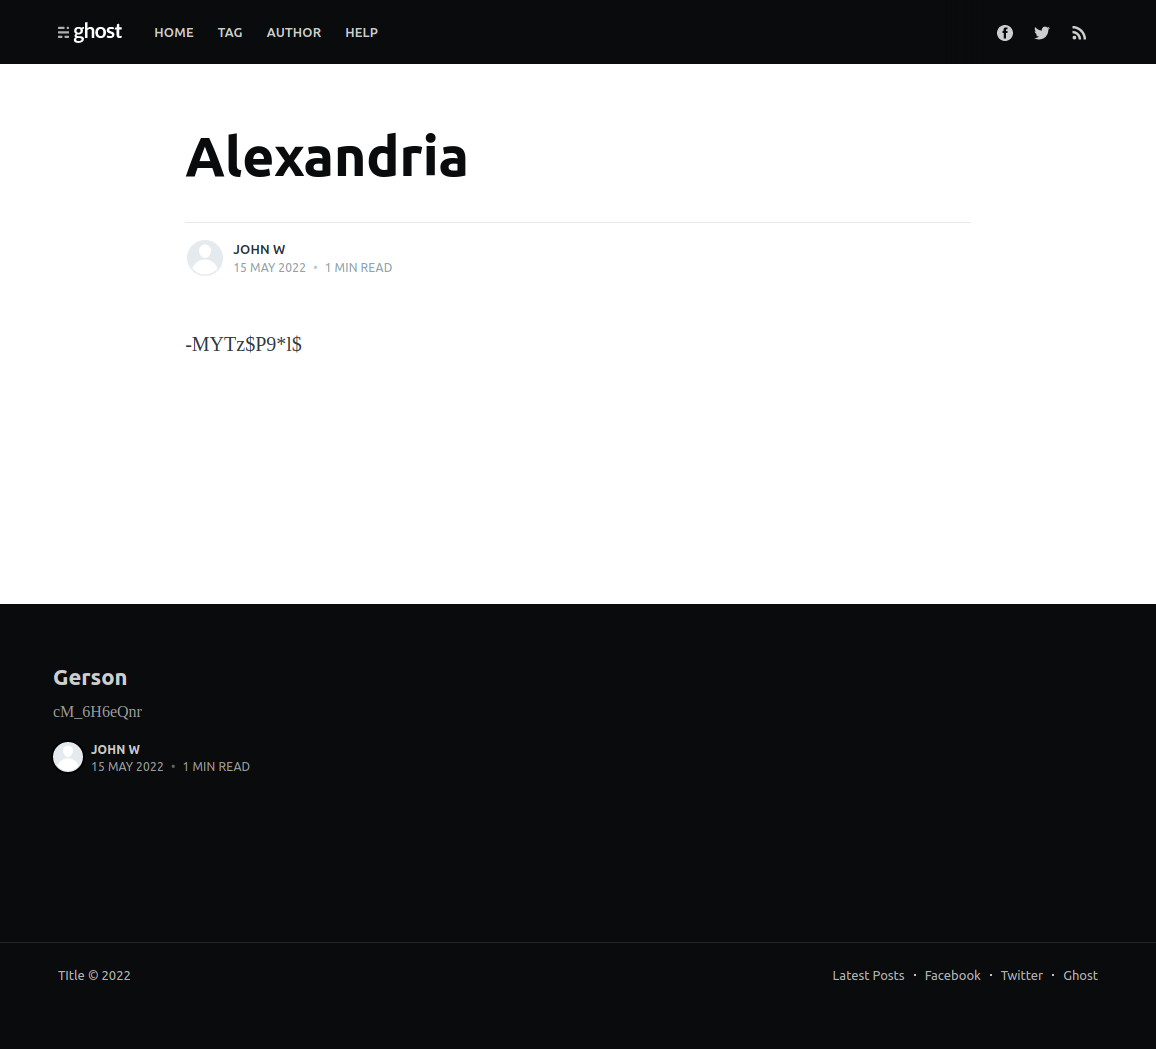 ghost HOME TAG AUTHOR HELP
Alexandria
JOHN W
15 MAY 2022 • 1 MIN READ
-MYTz$P9*l$
Gerson
cM_6H6eQnr
JOHN W
15 MAY 2022 • 1 MIN READ
TItle © 2022
Latest Posts · Facebook · Twitter · Ghost